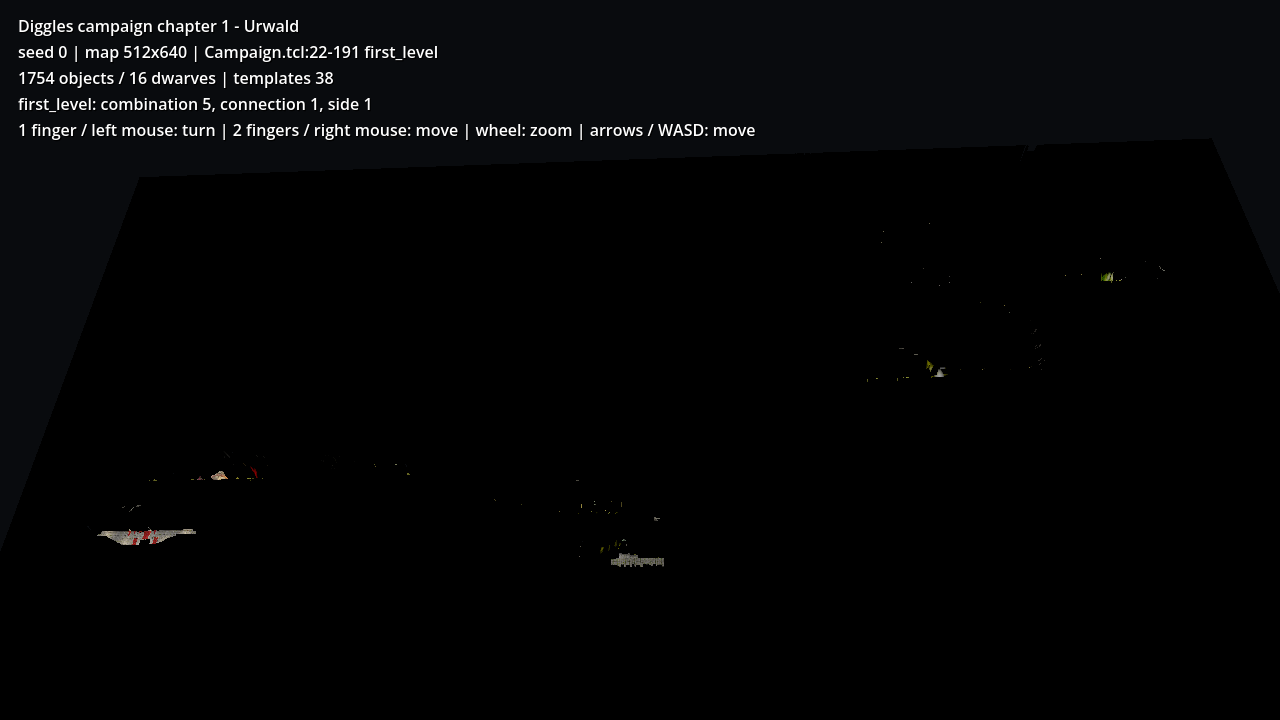 Diggles campaign chapter 1 - Urwald
seed 0 | map 512x640 | Campaign.tcl:22-191 first_level
1754 objects / 16 dwarves | templates 38
first_level: combination 5, connection 1, side 1
1 finger / left mouse: turn | 2 fingers / right mouse: move | wheel: zoom | arrows / WASD: move